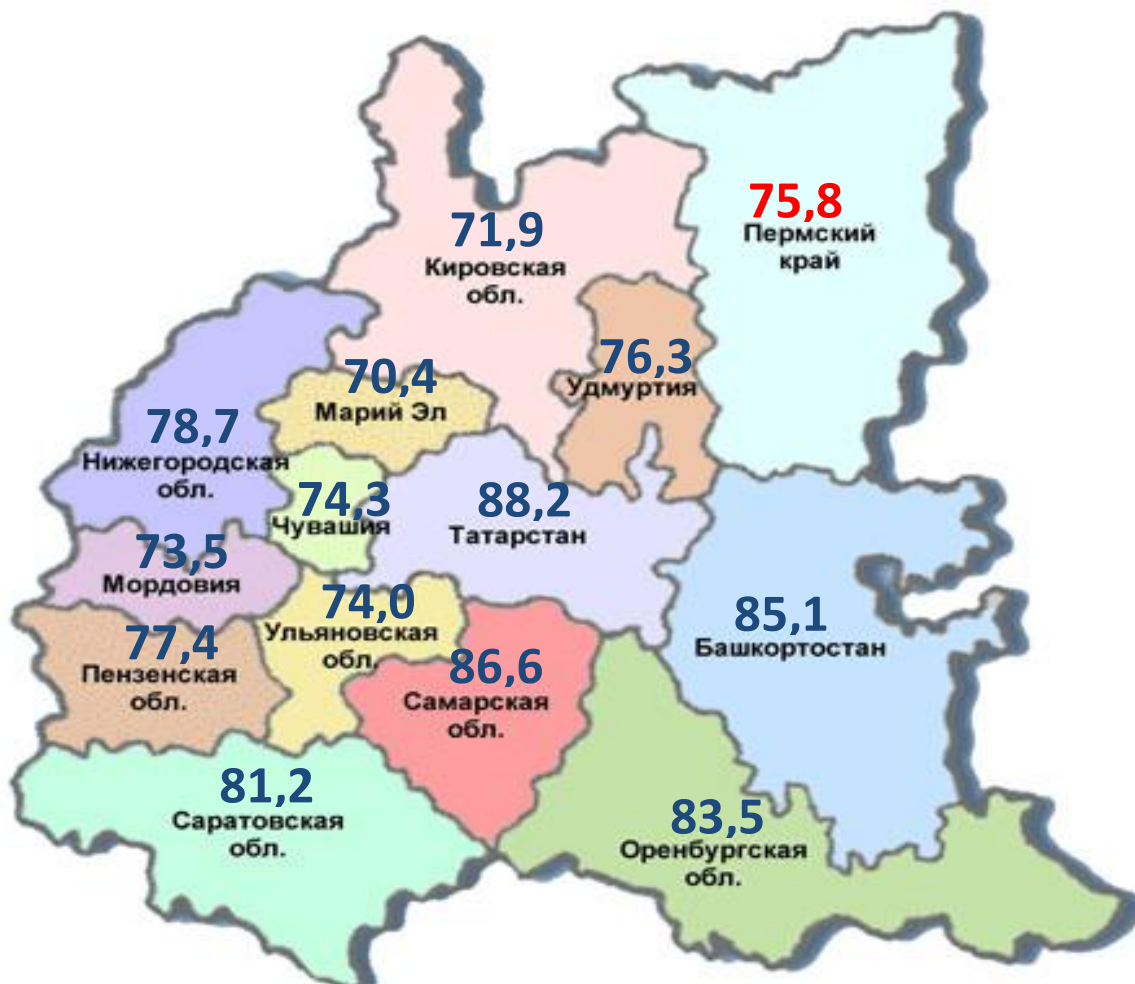 75,8
Пермский
край
71,9
Кировская
обл.
76,3
Удмуртия
70,4
Марий Эл
78,7
Нижегородская
обл.
74,3
Чувашия
88,2
Татарстан
73,5
Мордовия
74,0
Ульяновская
обл.
85,1
Башкортостан
77,4
Пензенская
обл.
86,6
Самарская
обл.
81,2
Саратовская
обл.
83,5
Оренбургская
обл.